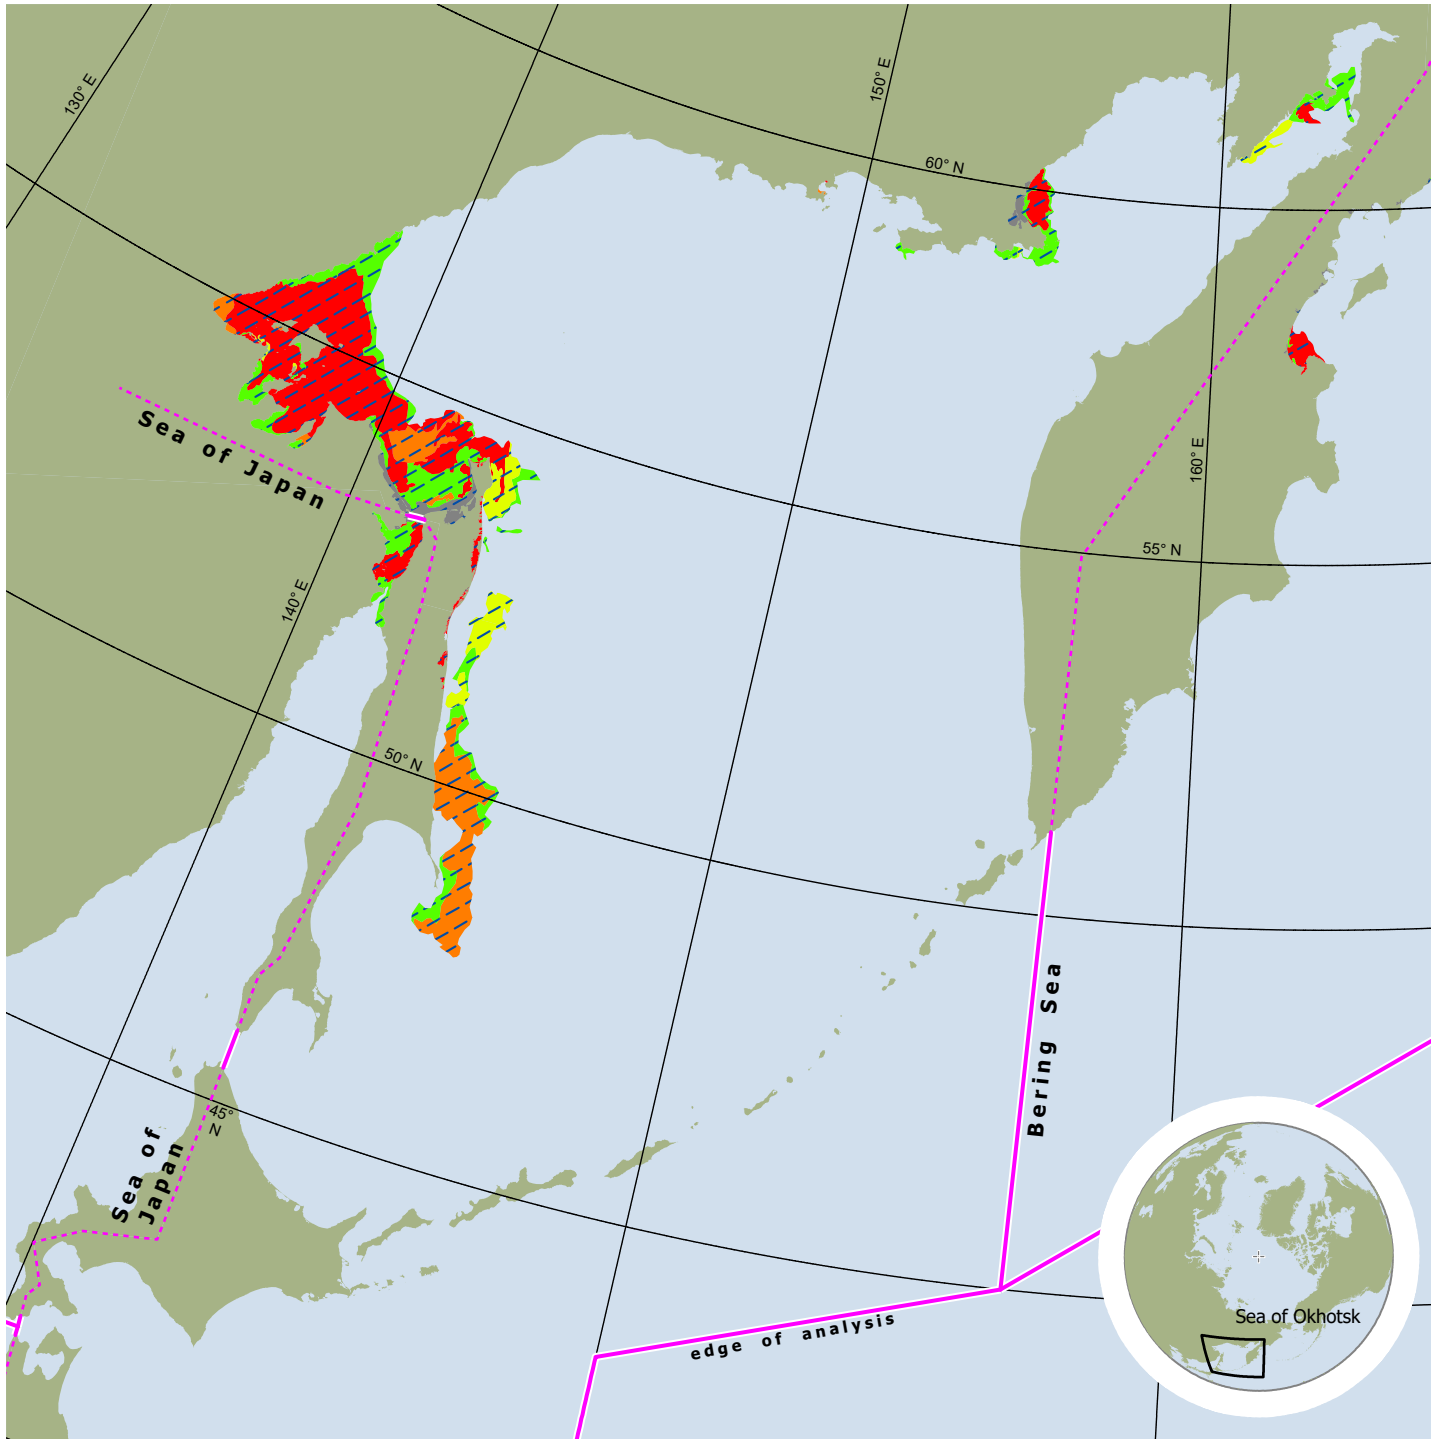 130° E
150° E
60° N
Sea of Japan
160° E
55° N
140° E
50° N
Bering Sea
45°
N
Sea of
Japan
Sea of Okhotsk
edge of analysis